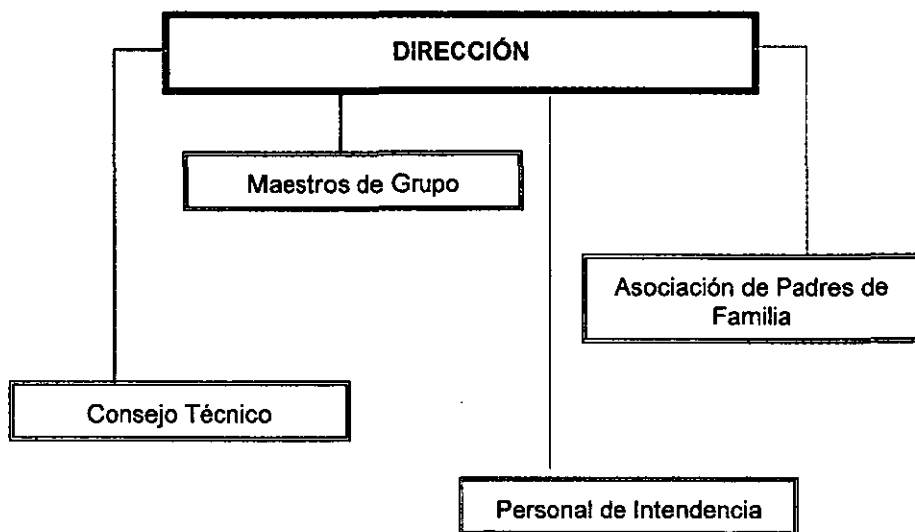 DIRECCIÓN
Maestros de Grupo
Asociación de Padres de
Familia
Consejo Técnico
Personal de Intendencia